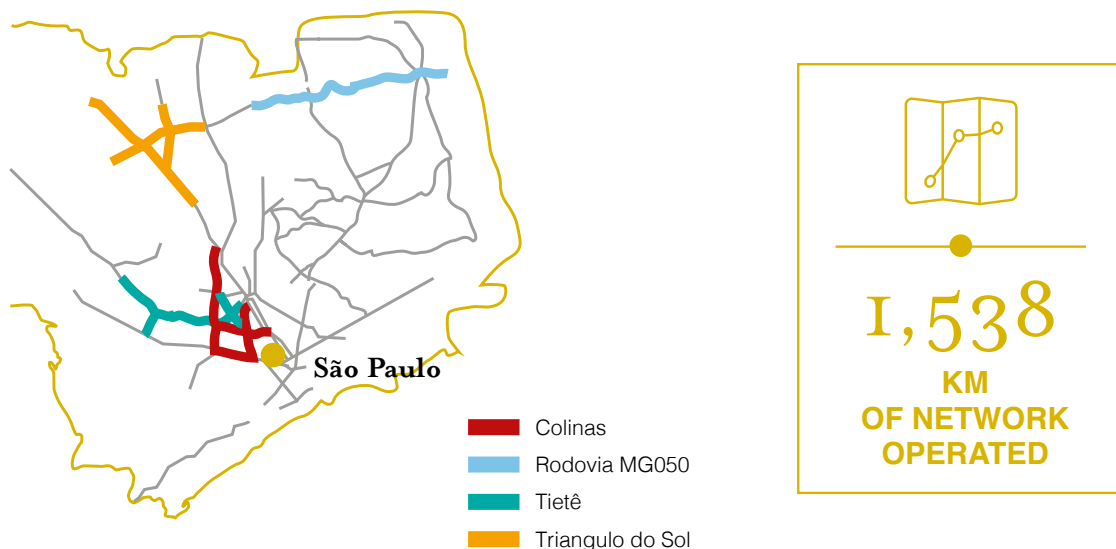 São Paulo
Colinas
Rodovia MG050
Tietê
Triangulo do Sol
1,538
KM
OF NETWORK
OPERATED